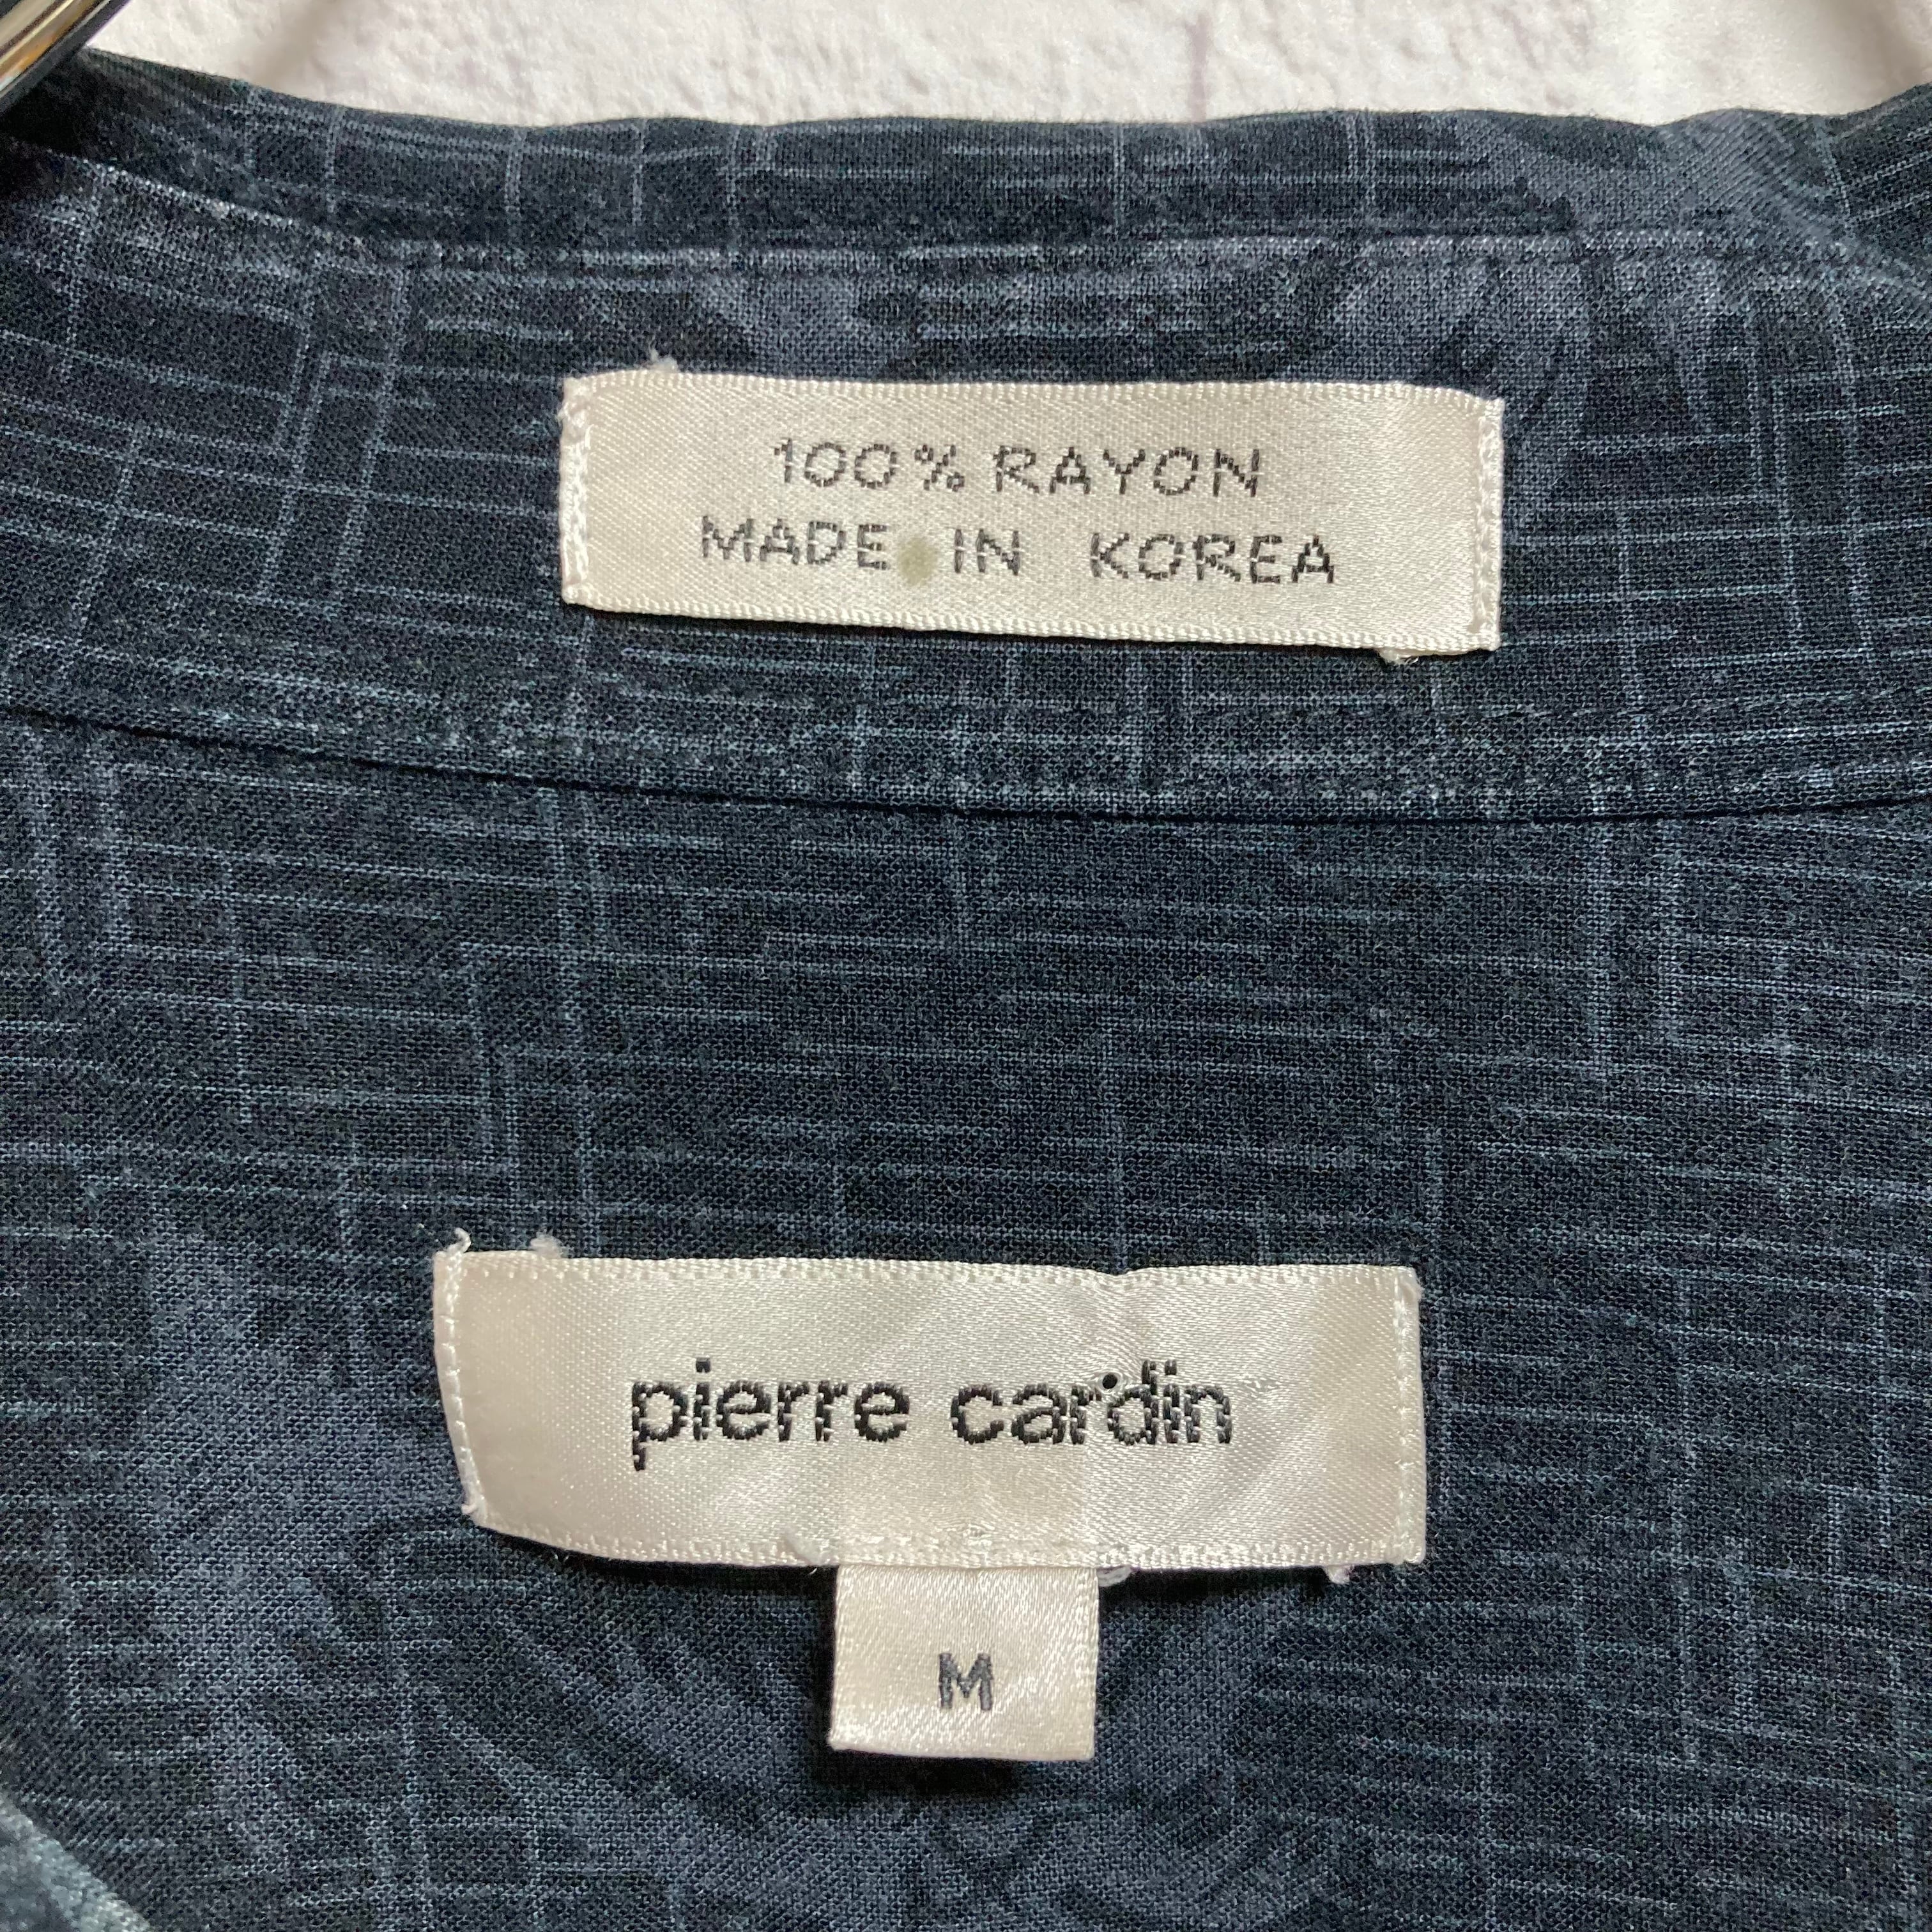 100% RAYON
MADE IN KOREA
pierre cardin
M